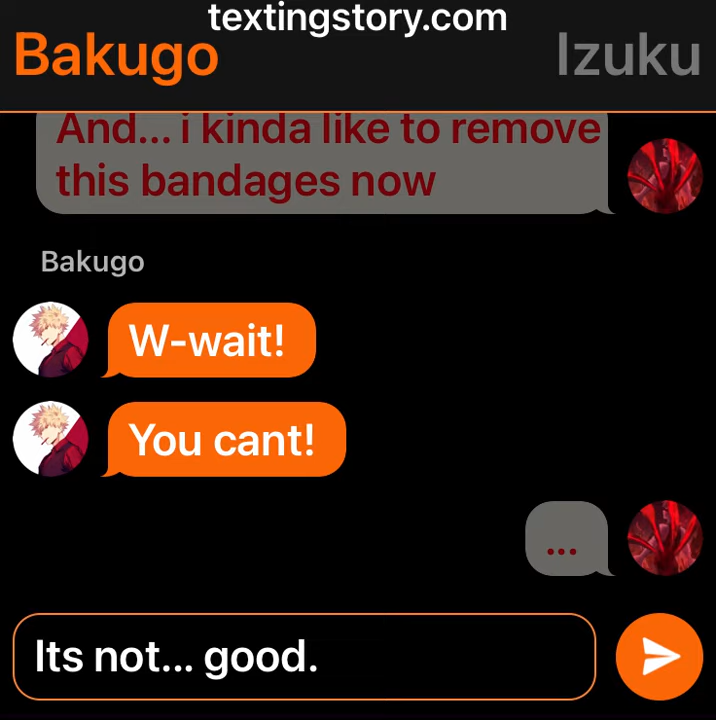 textingstory.com
Bakugo
Izuku
And... i kinda like to remove
this bandages now
Bakugo
W-wait!
You cant!
...
Its not... good.